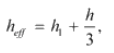 h_eff = h_1 + h/3,